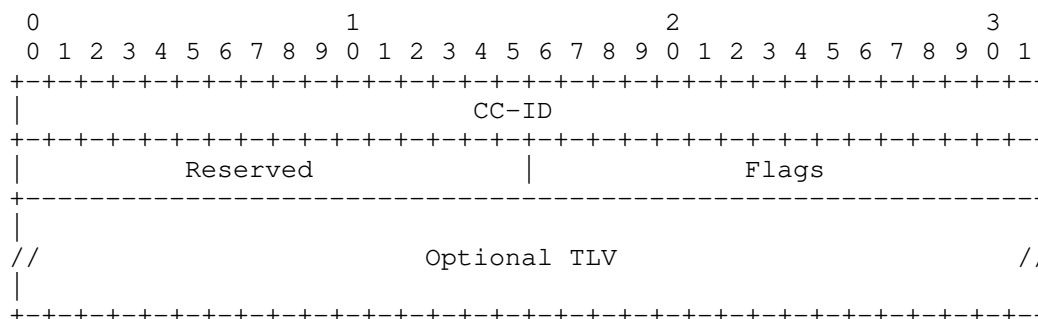 0                   1                   2                   3
 0 1 2 3 4 5 6 7 8 9 0 1 2 3 4 5 6 7 8 9 0 1 2 3 4 5 6 7 8 9 0 1
+-+-+-+-+-+-+-+-+-+-+-+-+-+-+-+-+-+-+-+-+-+-+-+-+-+-+-+-+-+-+-+-
|                            CC-ID
+-+-+-+-+-+-+-+-+-+-+-+-+-+-+-+-+-+-+-+-+-+-+-+-+-+-+-+-+-+-+-+-
|          Reserved             |             Flags
+----------------------------------------------------------------
|
//                        Optional TLV                         //
|
+-+-+-+-+-+-+-+-+-+-+-+-+-+-+-+-+-+-+-+-+-+-+-+-+-+-+-+-+-+-+-+-